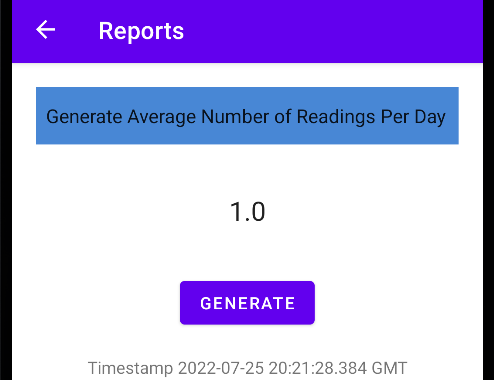 Reports
Generate Average Number of Readings Per Day
1.0
GENERATE
Timestamp 2022-07-25 20:21:28.384 GMT